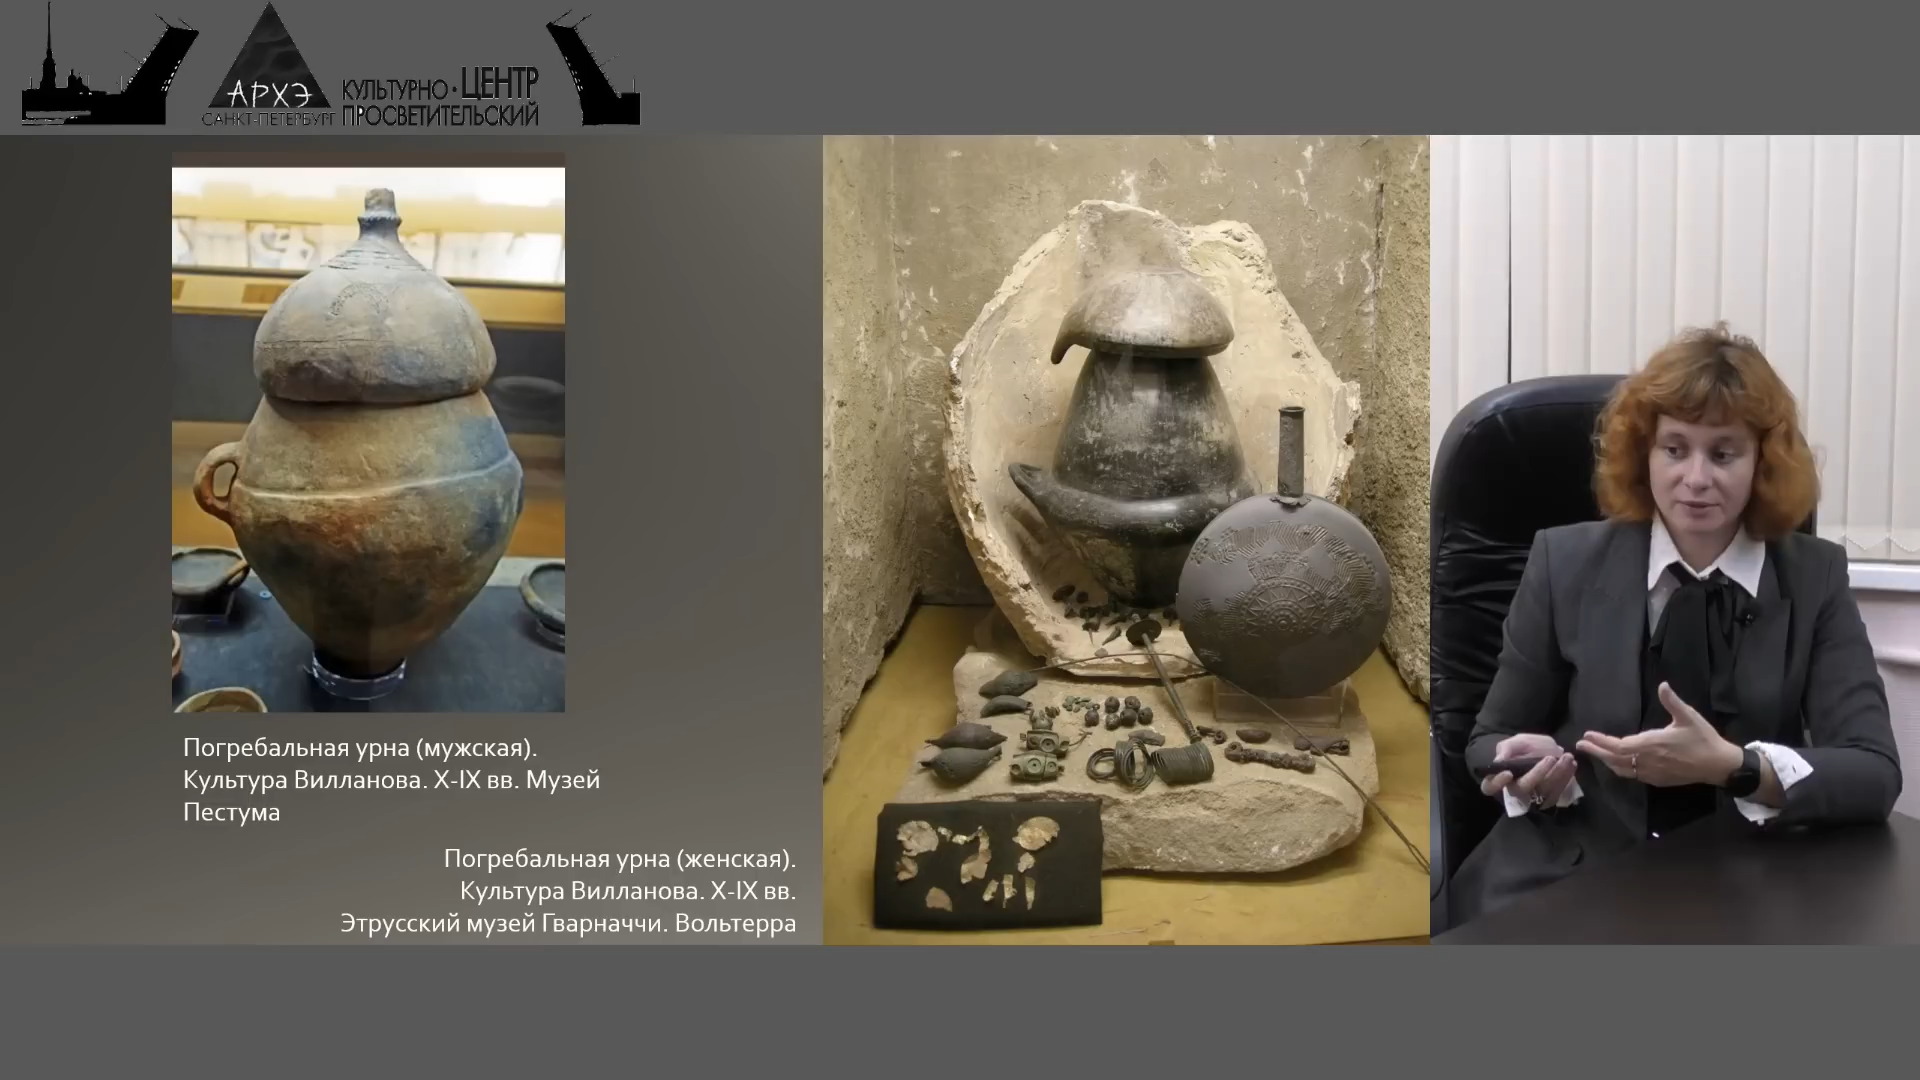 АРХЭ
САНКТ-ПЕТЕРБУРГ
КУЛЬТУРНО · ЦЕНТР
ПРОСВЕТИТЕЛЬСКИЙ
Погребальная урна (мужская).
Культура Вилланова. X-IX вв. Музей
Пестума
Погребальная урна (женская).
Культура Вилланова. X-IX вв.
Этрусский музей Гварначчи. Вольтерра